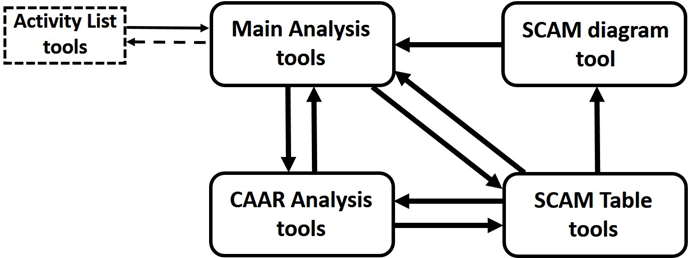 Activity List
tools
Main Analysis
tools
SCAM diagram
tool
CAAR Analysis
tools
SCAM Table
tools